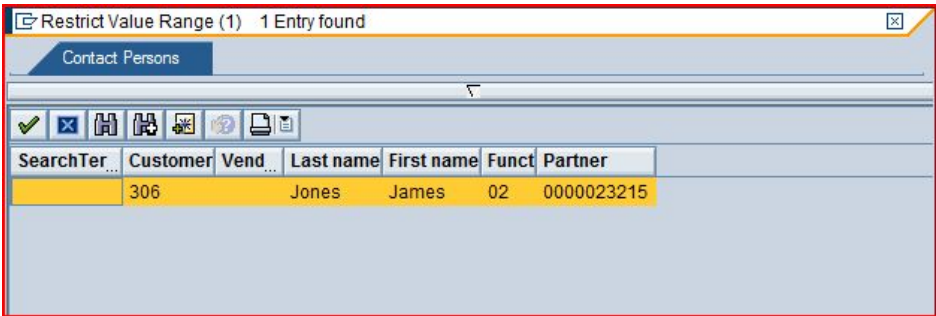 Restrict Value Range (1) 1 Entry found
Contact Persons
SearchTer... Customer Vend... Last name First name Funct Partner
306 Jones James 02 0000023215